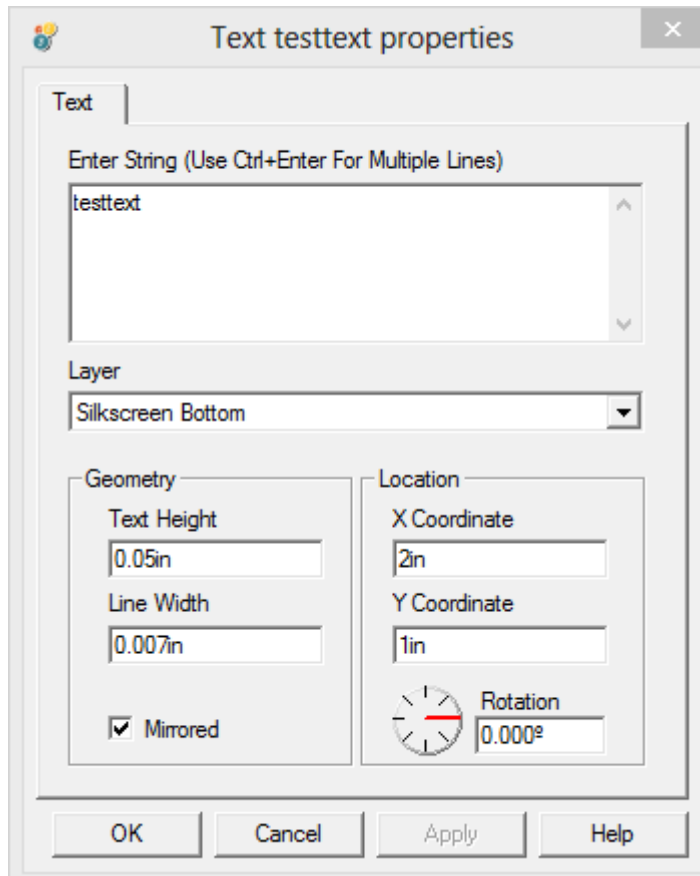 Text testtext properties
Text
Enter String (Use Ctrl+Enter For Multiple Lines)
testtext
Layer
Silkscreen Bottom
Geometry
Text Height
0.05in
Line Width
0.007in
Mirrored
Location
X Coordinate
2in
Y Coordinate
1in
Rotation
0.000º
OK
Cancel
Apply
Help